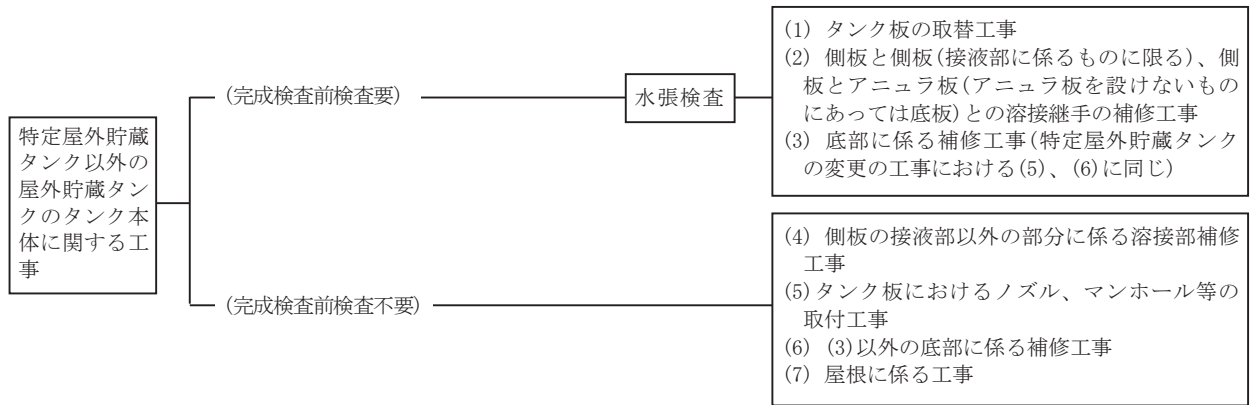 特定屋外貯蔵
タンク以外の
屋外貯蔵タン
クのタンク本
体に関する工
事
(完成検査前検査要)
水張検査
(1) タンク板の取替工事
(2) 側板と側板(接液部に係るものに限る)、側
板とアニュラ板(アニュラ板を設けないもの
にあっては底板)との溶接継手の補修工事
(3) 底部に係る補修工事(特定屋外貯蔵タンク
の変更の工事における(5)、(6)に同じ)
(完成検査前検査不要)
(4) 側板の接液部以外の部分に係る溶接部補修
工事
(5)タンク板におけるノズル、マンホール等の
取付工事
(6) (3)以外の底部に係る補修工事
(7) 屋根に係る工事